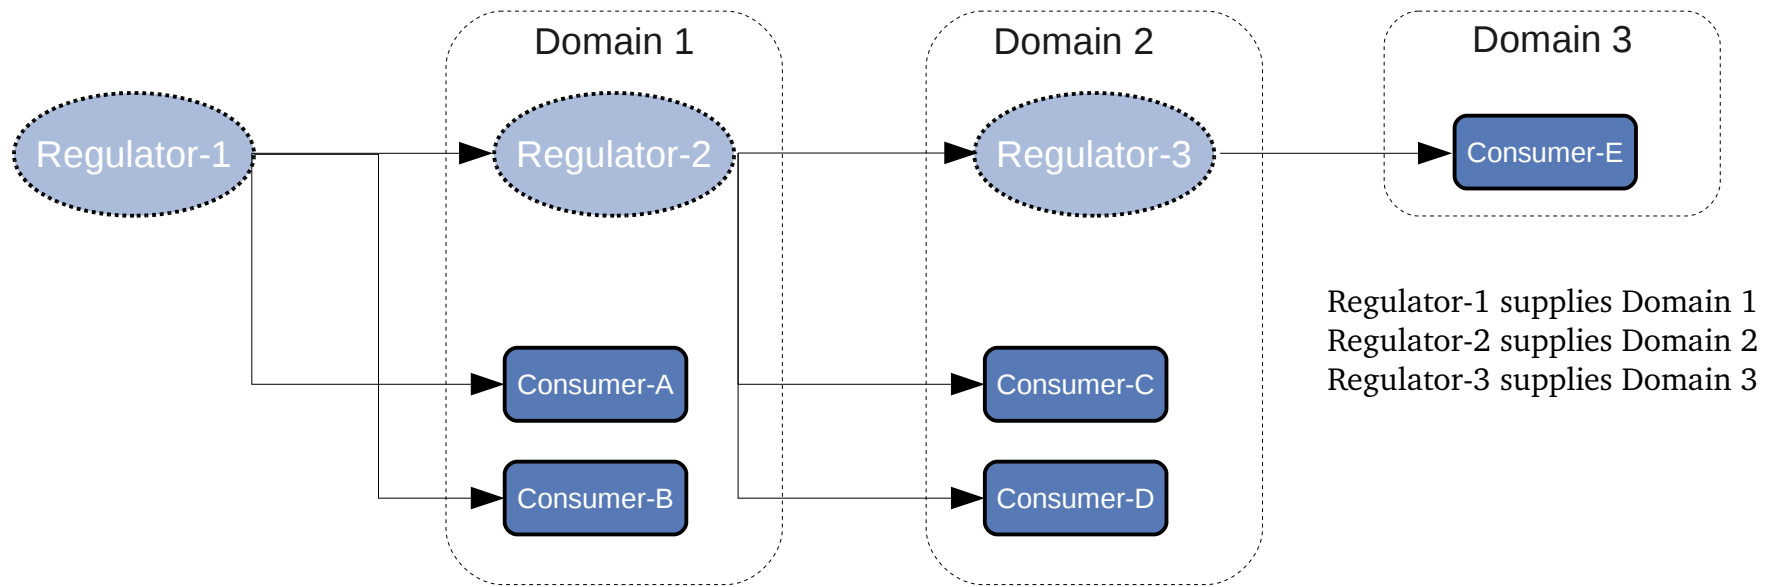 Domain 1
Domain 2
Domain 3
Regulator-1
Regulator-2
Regulator-3
Consumer-E
Regulator-1 supplies Domain 1
Regulator-2 supplies Domain 2
Regulator-3 supplies Domain 3
Consumer-A
Consumer-C
Consumer-B
Consumer-D